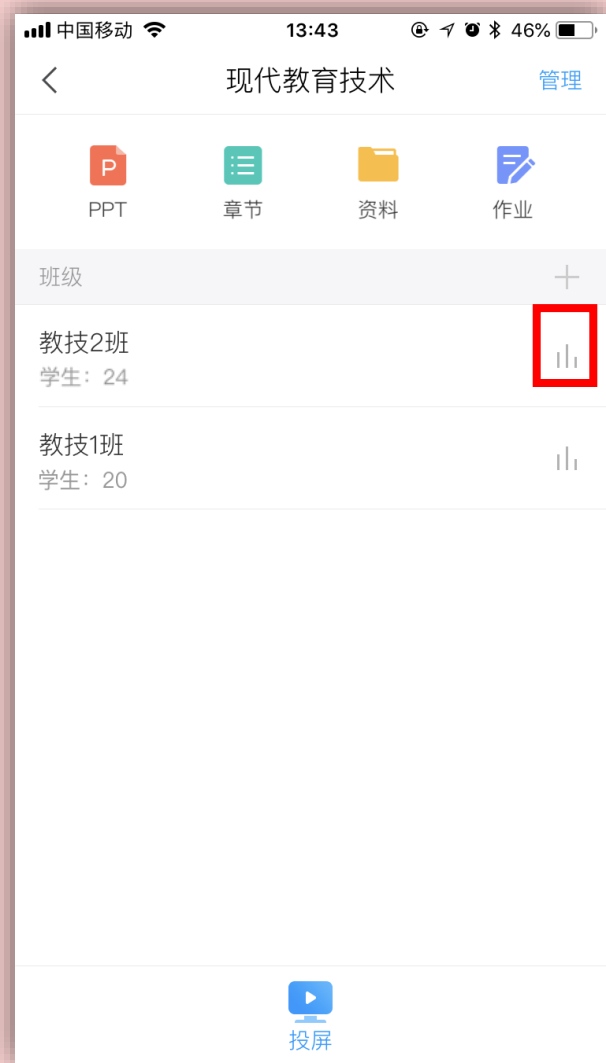 中国移动 13:43 46%
现代教育技术 管理
P
PPT 章节 资料 作业
班级
教技2班
学生：24
教技1班
学生：20
投屏